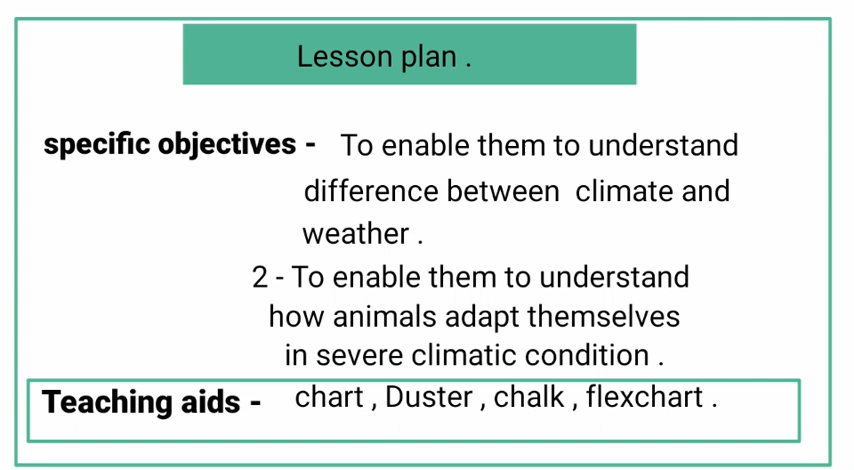 Lesson plan .
specific objectives - To enable them to understand
difference between climate and
weather .
2 - To enable them to understand
how animals adapt themselves
in severe climatic condition .
Teaching aids - chart , Duster , chalk , flexchart .